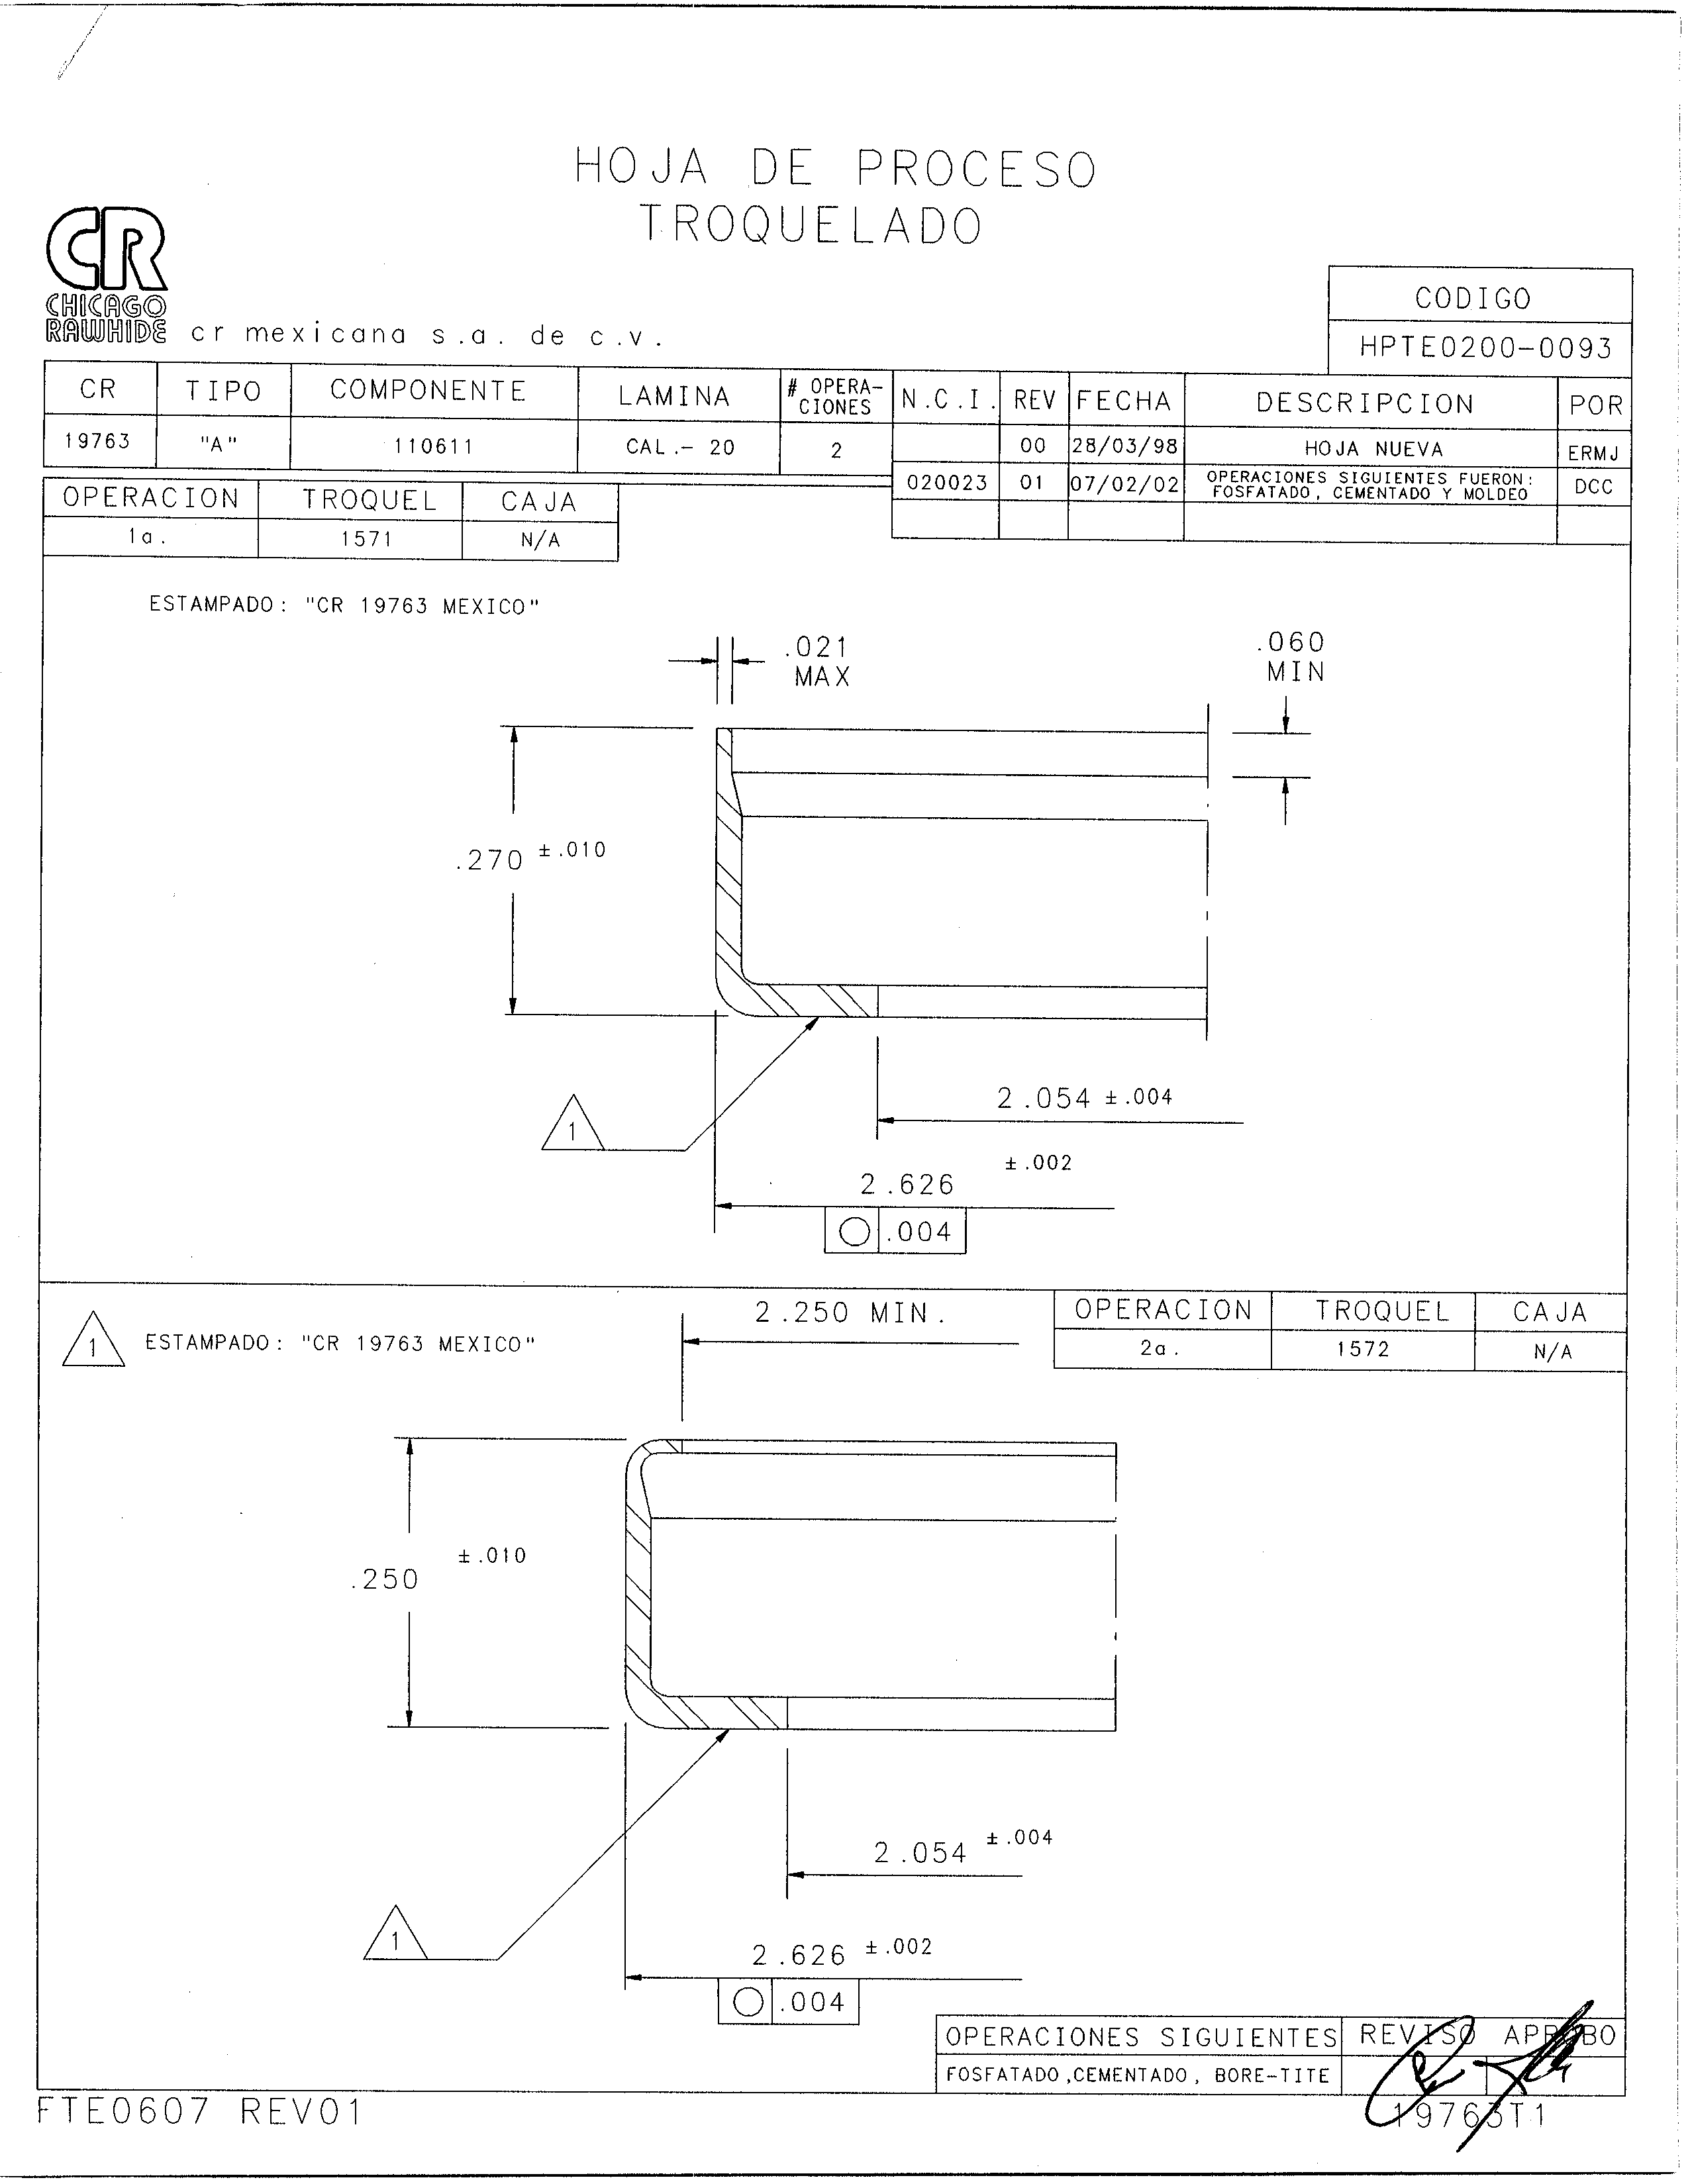 HOJA DE PROCESO
TROQUELADO
CR
CHICAGO
RAWHIDE
cr mexicana s.a. de c.v.
CODIGO
HPTE0200-0093
CR TIPO COMPONENTE LAMINA # OPERA-CIONES
19763 "A" 110611 CAL.- 20 2
N.C.I. REV FECHA DESCRIPCION POR
00 28/03/98 HOJA NUEVA ERMJ
020023 01 07/02/02 OPERACIONES SIGUIENTES FUERON:
FOSFATADO, CEMENTADO Y MOLDEO DCC
OPERACION TROQUEL CAJA
1a. 1571 N/A
ESTAMPADO: "CR 19763 MEXICO"
.021
MAX
.060
MIN
.270 ±.010
1
2.054 ±.004
±.002
2.626
.004
1 ESTAMPADO: "CR 19763 MEXICO"
2.250 MIN.
OPERACION TROQUEL CAJA
2a. 1572 N/A
±.010
.250
2.054 ±.004
1
2.626 ±.002
.004
OPERACIONES SIGUIENTES REVISO APROBO
FOSFATADO,CEMENTADO, BORE-TITE
FTE0607 REV01
19763T1